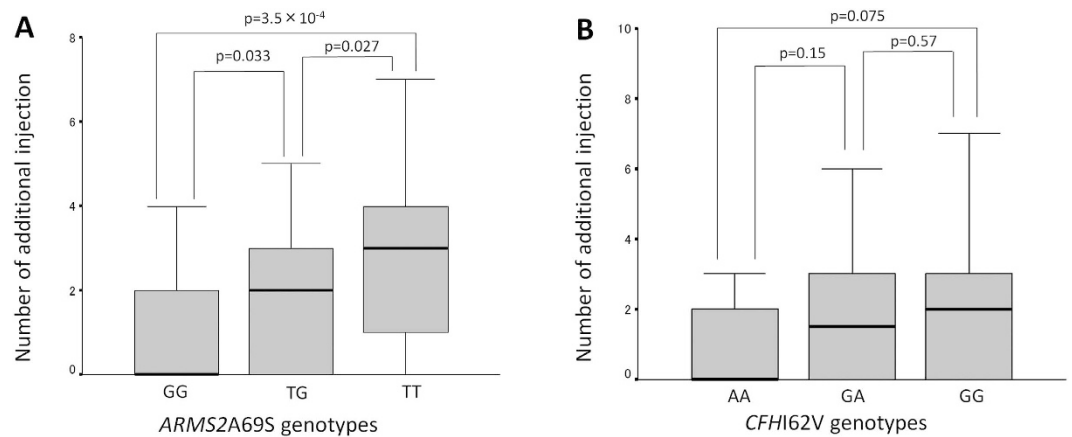 A
p=3.5×10⁻⁴
p=0.033
p=0.027
Number of additional injection
8
6
4
2
0
GG TG TT
ARMS2A69S genotypes
B
p=0.075
p=0.15
p=0.57
Number of additional injection
10
8
6
4
2
0
AA GA GG
CFHI62V genotypes